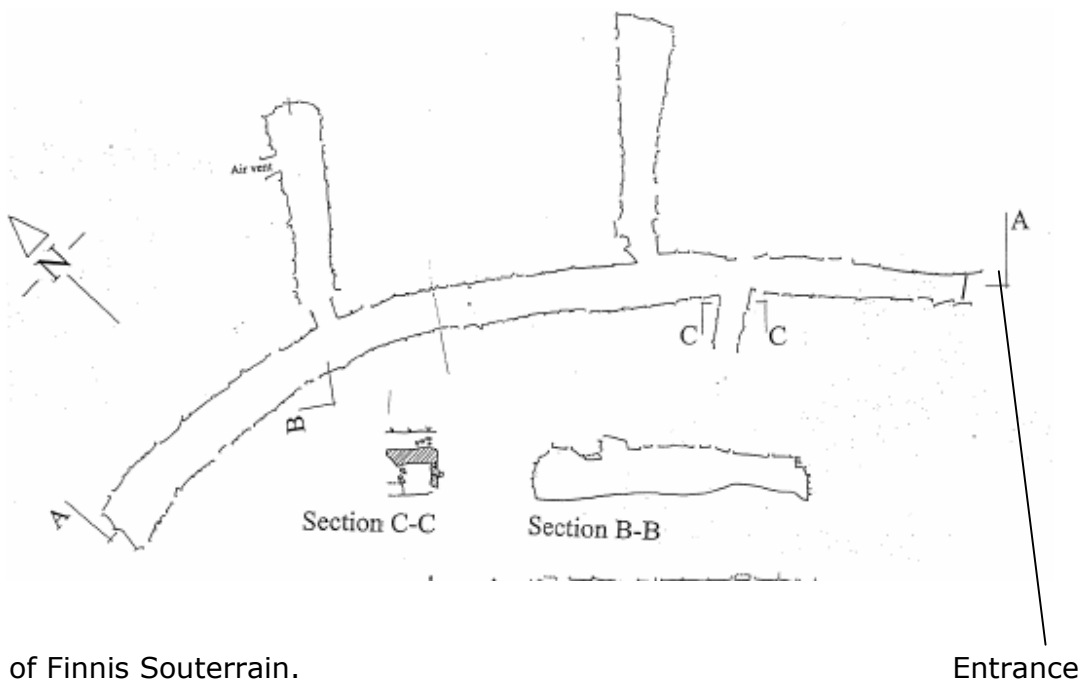 Air vent
N
A
C
C
B
A
Section C-C
Section B-B
of Finnis Souterrain.
Entrance